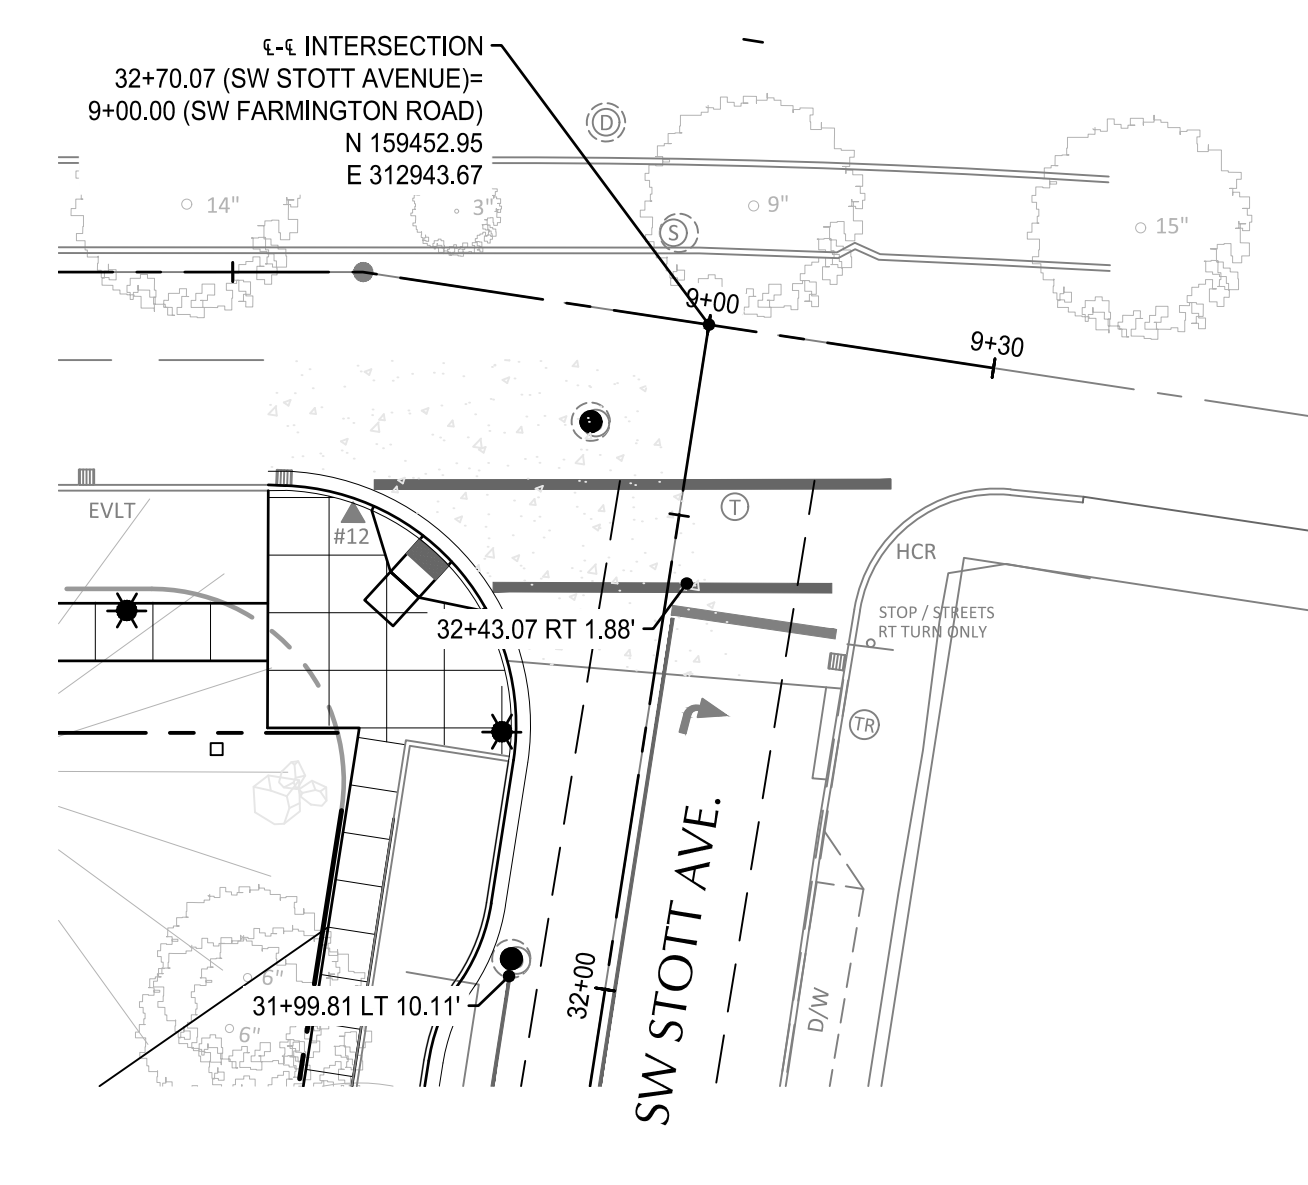 ℄-℄ INTERSECTION
32+70.07 (SW STOTT AVENUE)=
9+00.00 (SW FARMINGTON ROAD)
N 159452.95
E 312943.67
D
14"
3"
S
9"
15"
9+00
9+30
EVLT
#12
T
HCR
STOP / STREETS
RT TURN ONLY
32+43.07 RT 1.88'
TR
SW STOTT AVE.
32+00
6"
31+99.81 LT 10.11'
6"
D/W